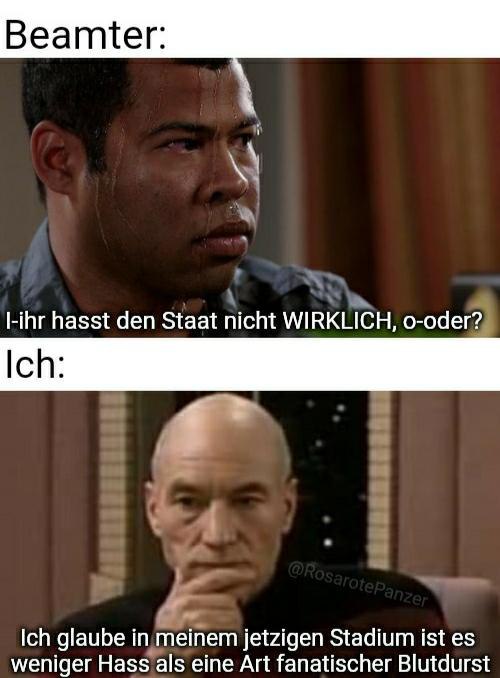 Beamter:
I-ihr hasst den Staat nicht WIRKLICH, o-oder?
Ich:
@RosarotePanzer
Ich glaube in meinem jetzigen Stadium ist es
weniger Hass als eine Art fanatischer Blutdurst